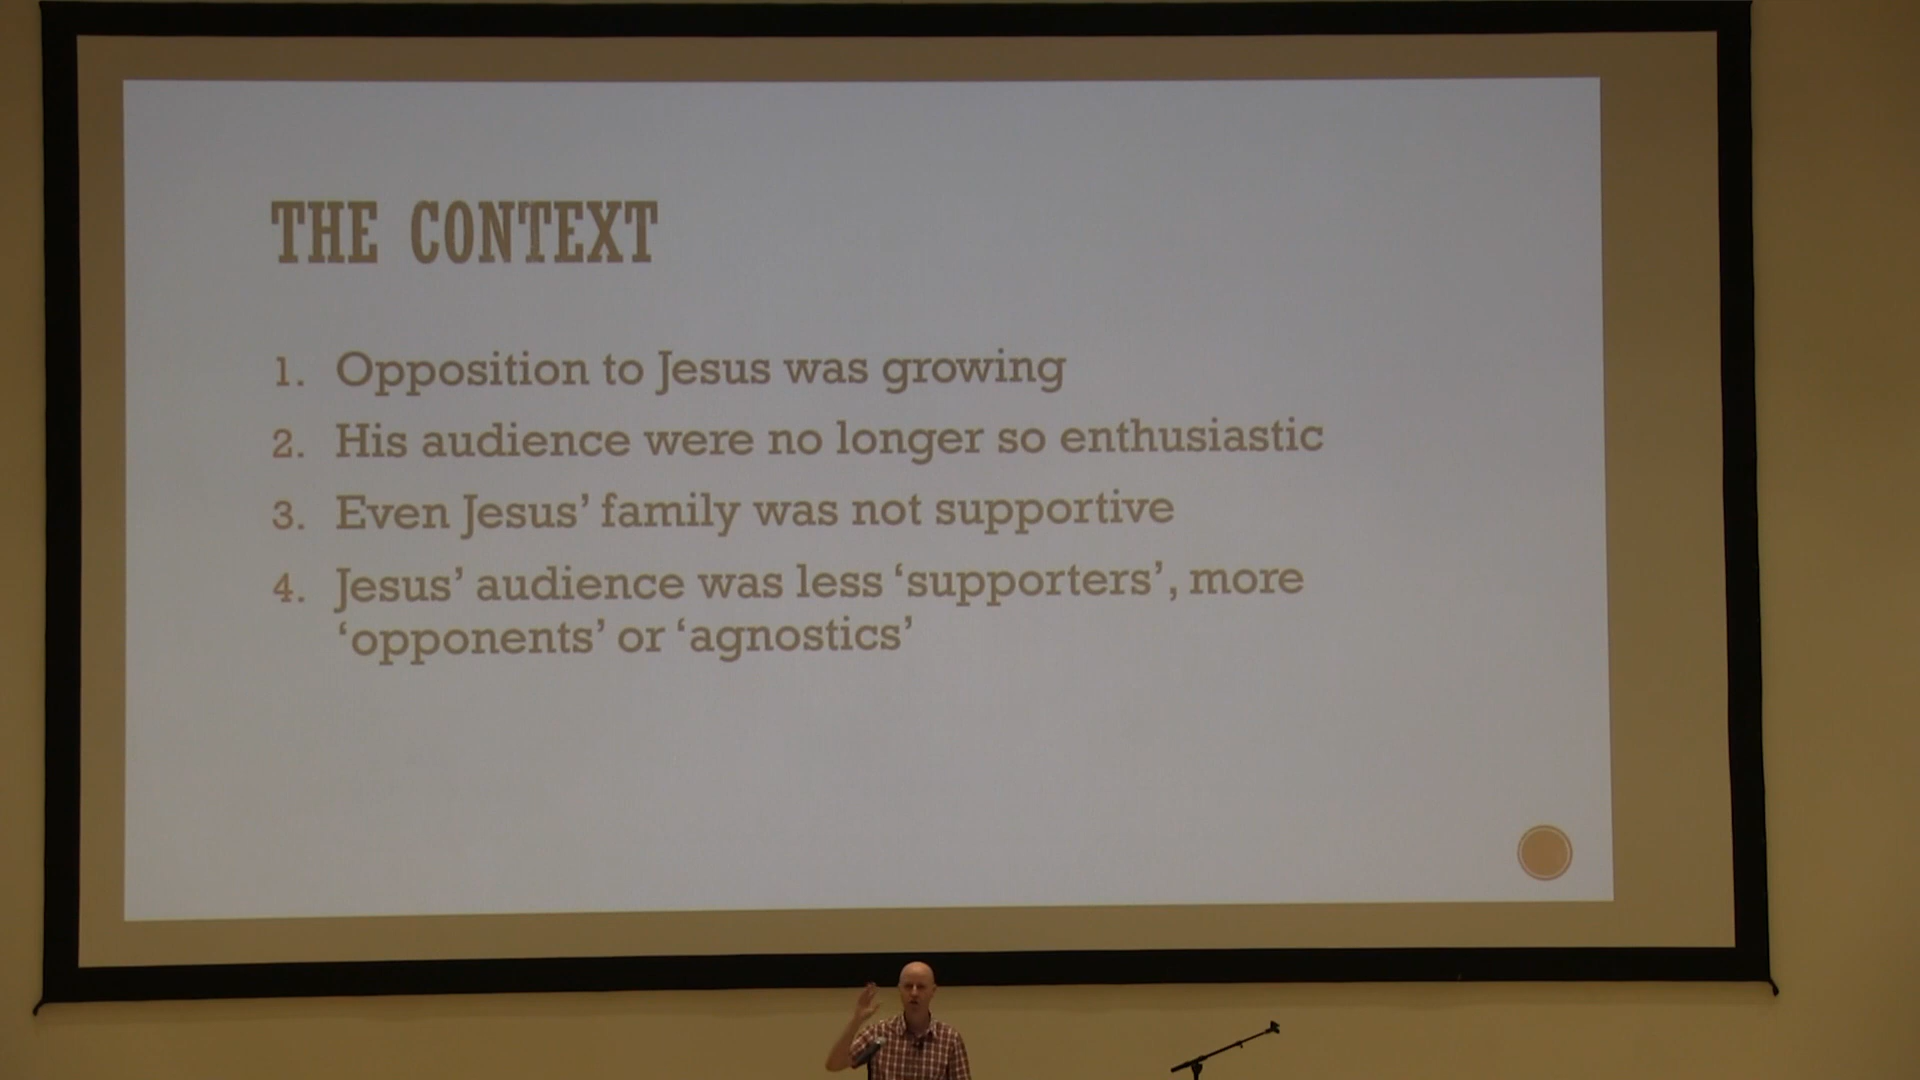 THE CONTEXT
1. Opposition to Jesus was growing
2. His audience were no longer so enthusiastic
3. Even Jesus’ family was not supportive
4. Jesus’ audience was less ‘supporters’, more
‘opponents’ or ‘agnostics’